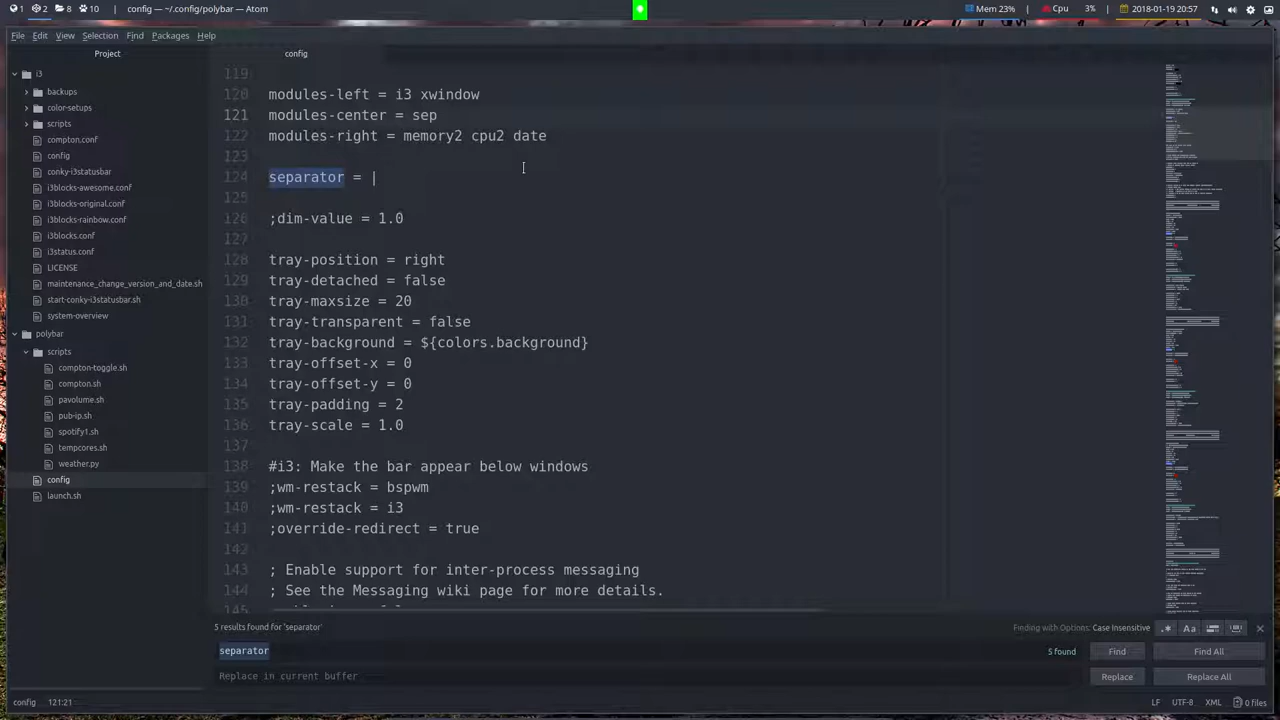 1 2 8 10 config — ~/.config/polybar — Atom Mem 23% Cpu 3% 2018-01-19 20:57
File Edit View Selection Find Packages Help
Project
config
i3
backups
color-setups
scripts
compton.conf
config
conky-i3statusbar
i3blocks-awesome.conf
i3blocks-original.conf
i3blocks-rainbow.conf
i3blocks.conf
i3status.conf
LICENSE
maintenance_change_version_and_date.sh
start-tonky-i3statusbar.sh
system-overview
polybar
scripts
compton-toggle.sh
compton.sh
pavolume.sh
pub-ip.sh
spotify1.sh
tempcores.sh
weather.py
config
launch.sh
119
120 modules-left = i3 xwindow
121 modules-center = sep
122 modules-right = memory2 cpu2 date
123
124 separator = |
125
126 ;dim-value = 1.0
127
128 tray-position = right
129 tray-detached = false
130 tray-maxsize = 20
131 tray-transparent = false
132 tray-background = ${colors.background}
133 tray-offset-x = 0
134 tray-offset-y = 0
135 tray-padding = 2
136 tray-scale = 1
137
138 #;To make the bar appear below windows
139 ;wm-restack = bspwm
140 ;wm-restack = i3
141 ;override-redirect = true
142
143 ; Enable support for inter-process messaging
144 ; See the Messaging wiki page for more details.
145
5 results found for 'separator' Finding with Options: Case Insensitive .* Aa
separator 5 found Find Find All
Replace in current buffer Replace Replace All
config 121:21 LF UTF-8 XML 0 files